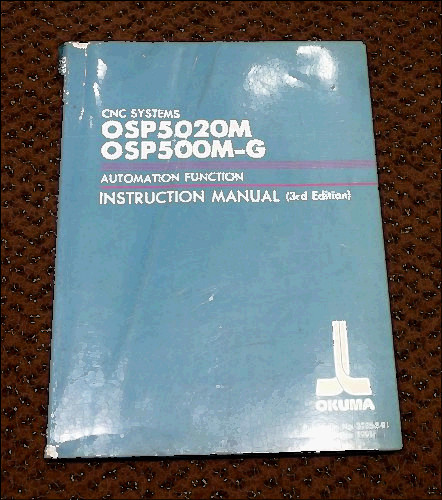 CNC SYSTEMS
OSP5020M
OSP500M-G
AUTOMATION FUNCTION
INSTRUCTION MANUAL (3rd Edition)
OKUMA